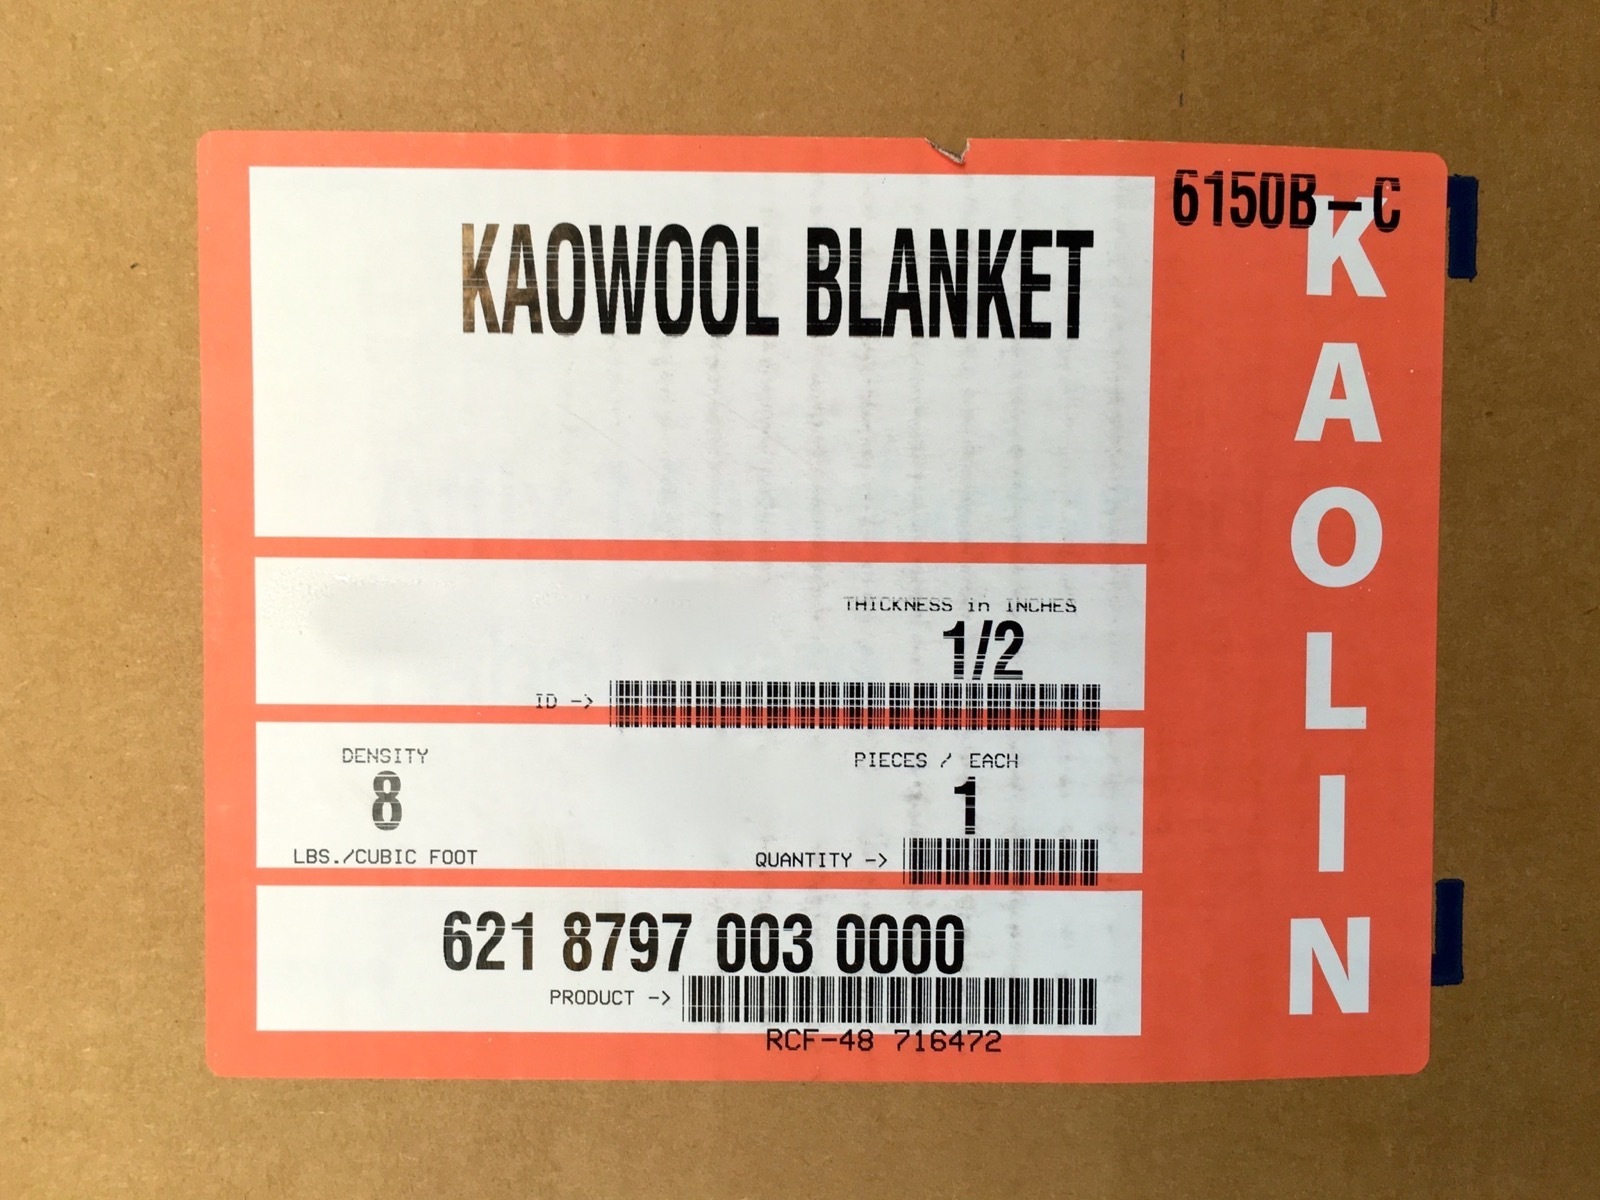 KAOWOOL BLANKET
6150B-C
KAOLIN
THICKNESS in INCHES
1/2
ID ->
DENSITY
8
LBS./CUBIC FOOT
PIECES / EACH
1
QUANTITY ->
621 8797 003 0000
PRODUCT ->
RCF-48 716472